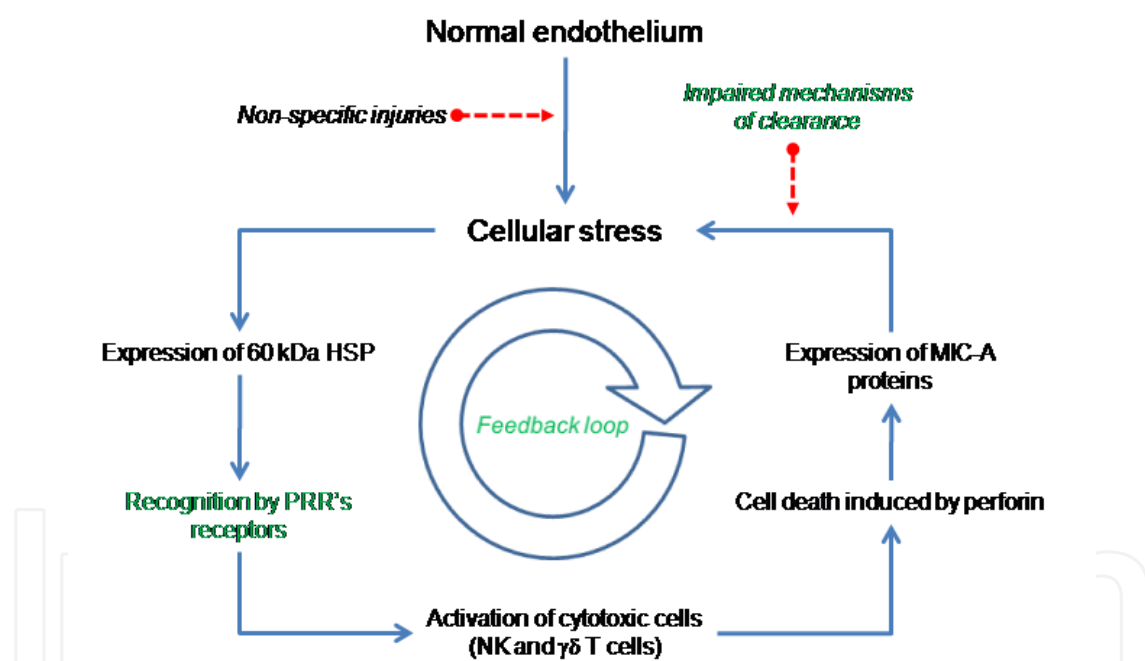 Normal endothelium
Non-specific injuries
Impaired mechanisms
of clearance
Cellular stress
Expression of 60 kDa HSP
Expression of MIC-A
proteins
Feedback loop
Recognition by PRR's
receptors
Cell death induced by perforin
Activation of cytotoxic cells
(NK and γδ T cells)